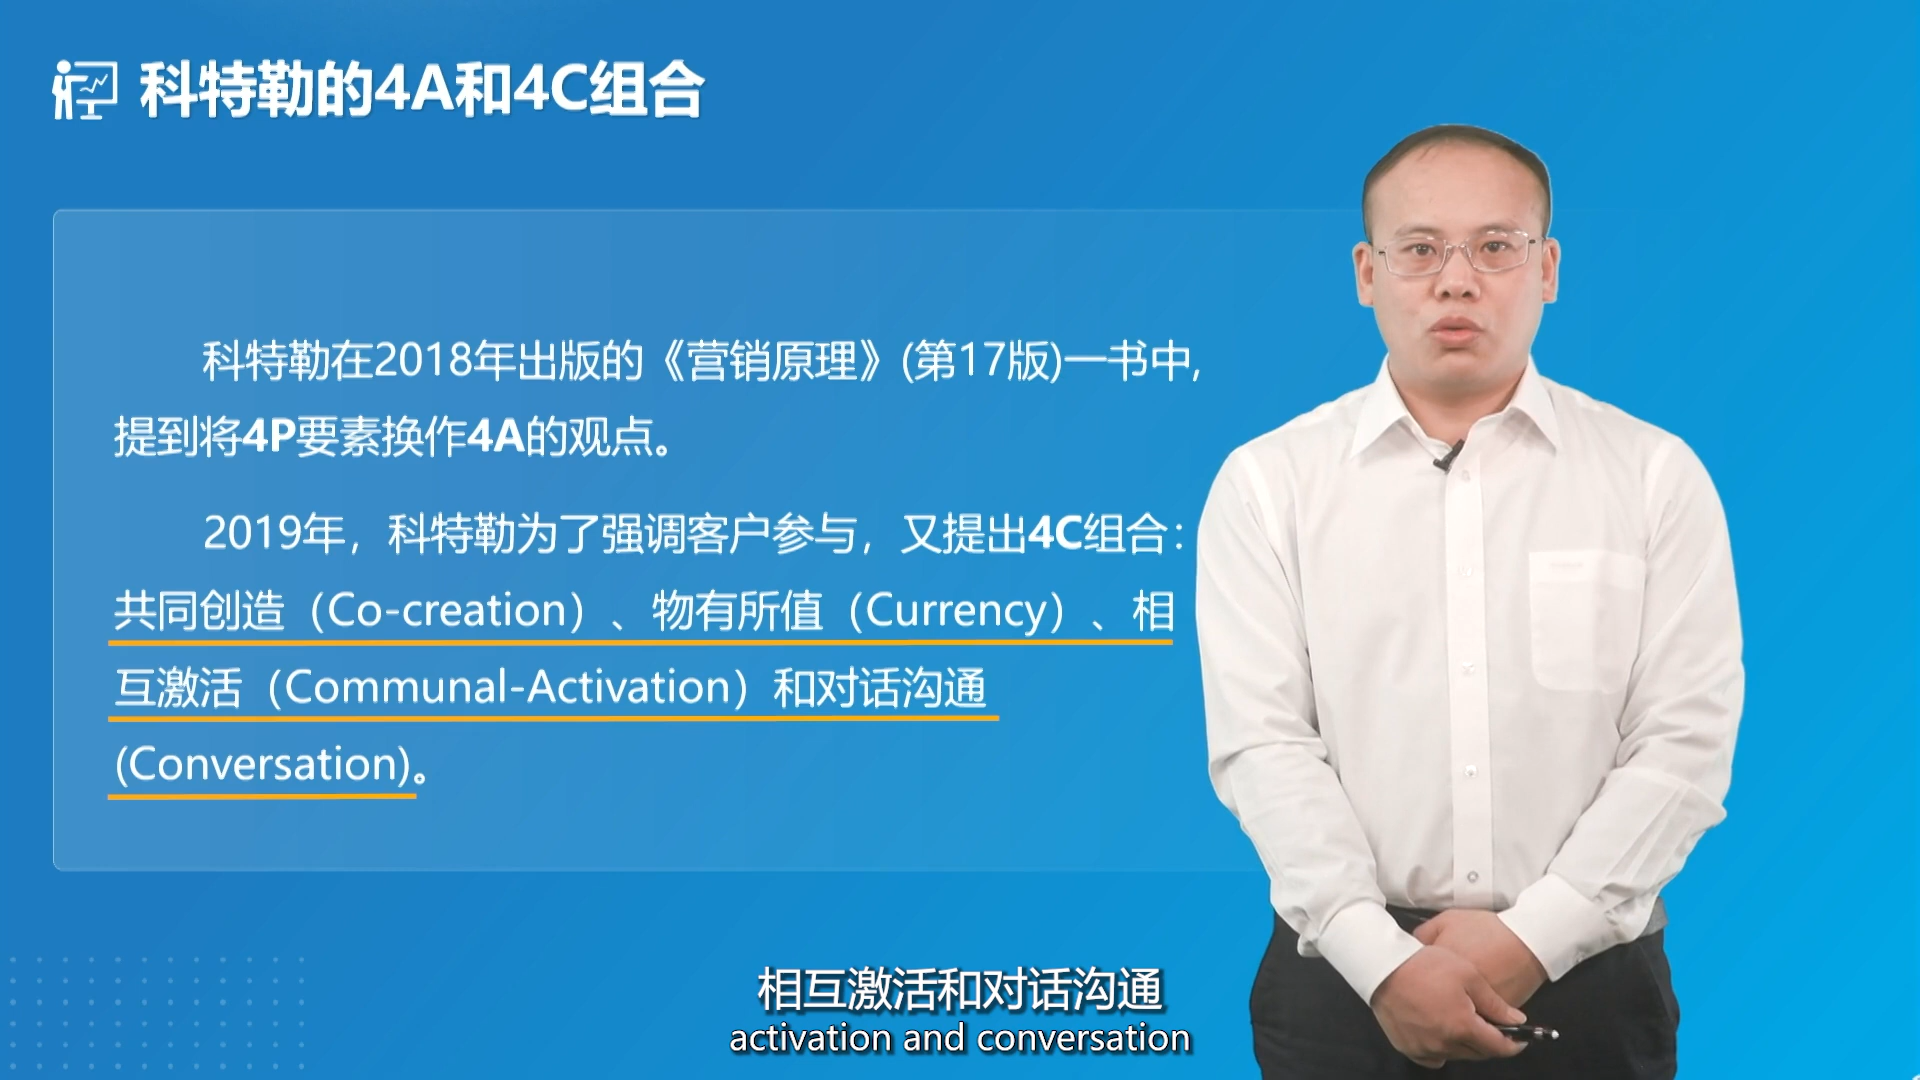 科特勒的4A和4C组合
科特勒在2018年出版的《营销原理》(第17版)一书中,
提到将4P要素换作4A的观点。
2019年，科特勒为了强调客户参与，又提出4C组合：
共同创造（Co-creation）、物有所值（Currency）、相
互激活（Communal-Activation）和对话沟通
(Conversation)。
相互激活和对话沟通
activation and conversation